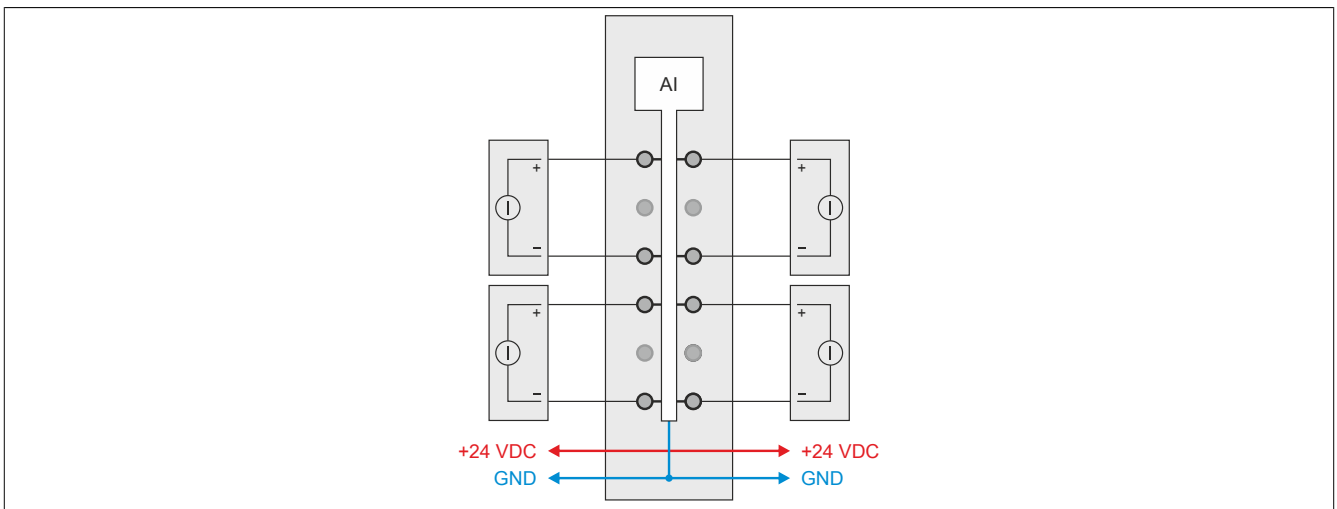 AI
+ +
I I
− −
+ +
I I
− −
+24 VDC +24 VDC
GND GND